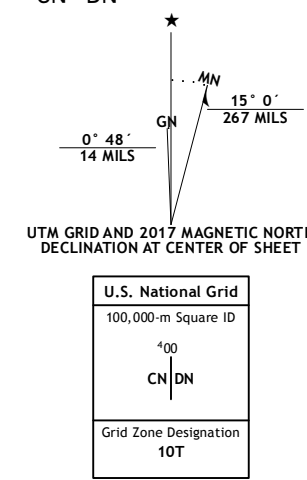 CN DN
★
MN
GN
15° 0´
267 MILS
0° 48´
14 MILS
UTM GRID AND 2017 MAGNETIC NORTH
DECLINATION AT CENTER OF SHEET
U.S. National Grid
100,000-m Square ID
⁴00
CN DN
Grid Zone Designation
10T